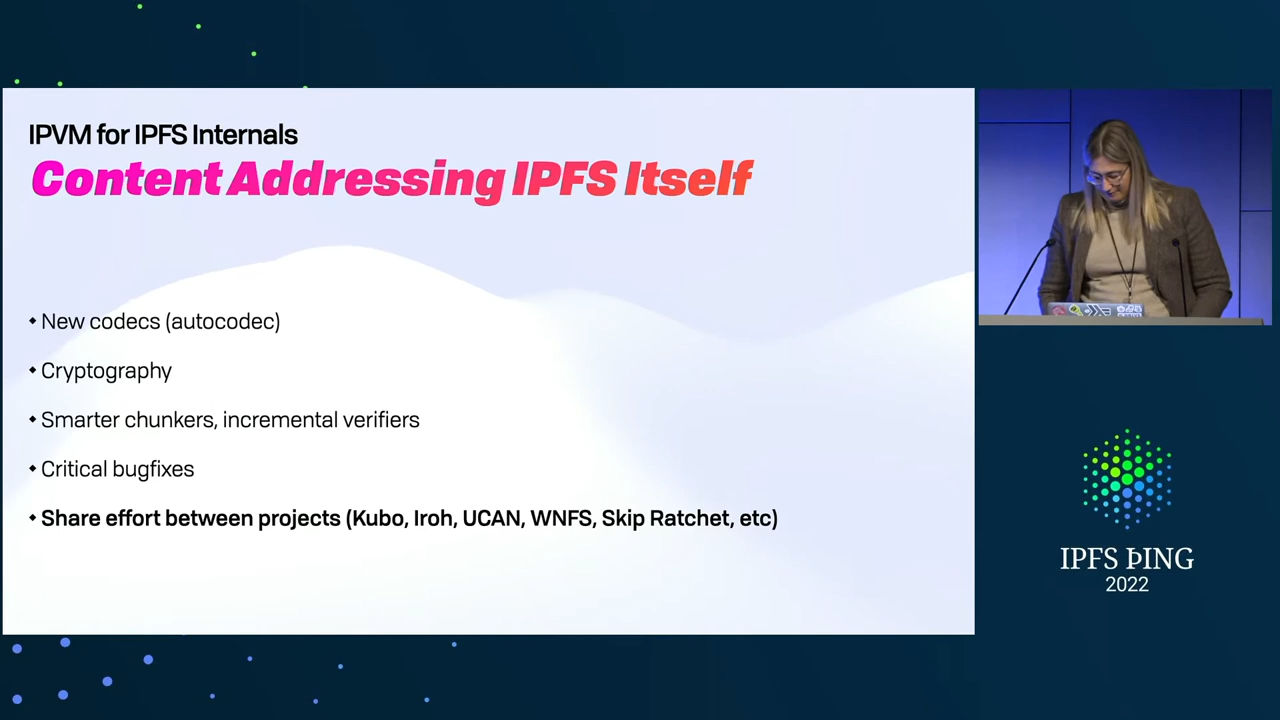 IPVM for IPFS Internals
Content Addressing IPFS Itself
• New codecs (autocodec)
• Cryptography
• Smarter chunkers, incremental verifiers
• Critical bugfixes
• Share effort between projects (Kubo, Iroh, UCAN, WNFS, Skip Ratchet, etc)
IPFS ÞING
2022